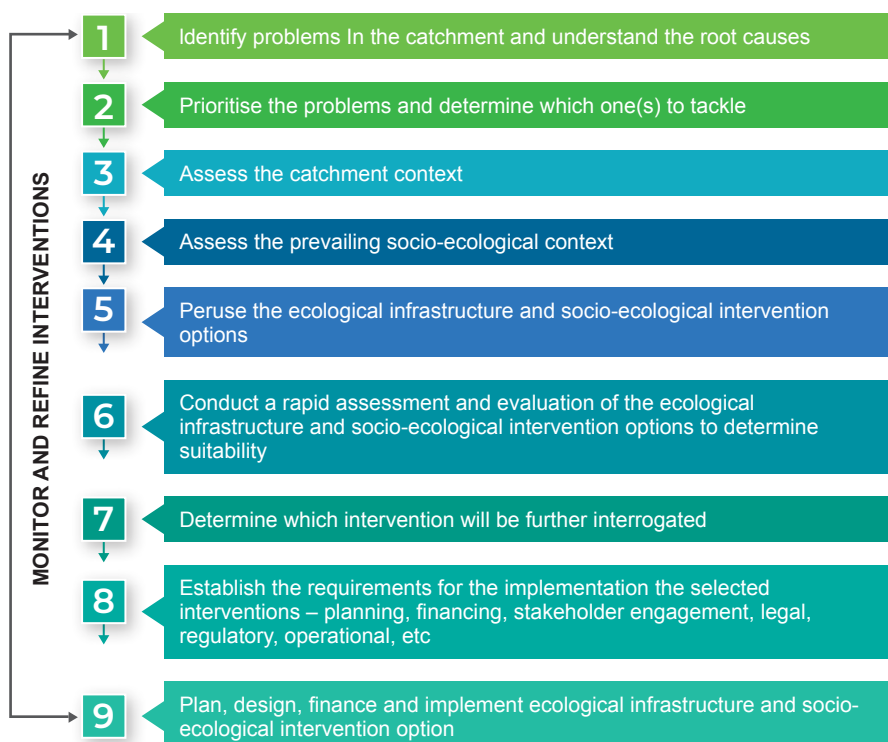 MONITOR AND REFINE INTERVENTIONS
1
Identify problems In the catchment and understand the root causes
2
Prioritise the problems and determine which one(s) to tackle
3
Assess the catchment context
4
Assess the prevailing socio-ecological context
5
Peruse the ecological infrastructure and socio-ecological intervention
options
6
Conduct a rapid assessment and evaluation of the ecological
infrastructure and socio-ecological intervention options to determine
suitability
7
Determine which intervention will be further interrogated
8
Establish the requirements for the implementation the selected
interventions – planning, financing, stakeholder engagement, legal,
regulatory, operational, etc
9
Plan, design, finance and implement ecological infrastructure and socio-
ecological intervention option